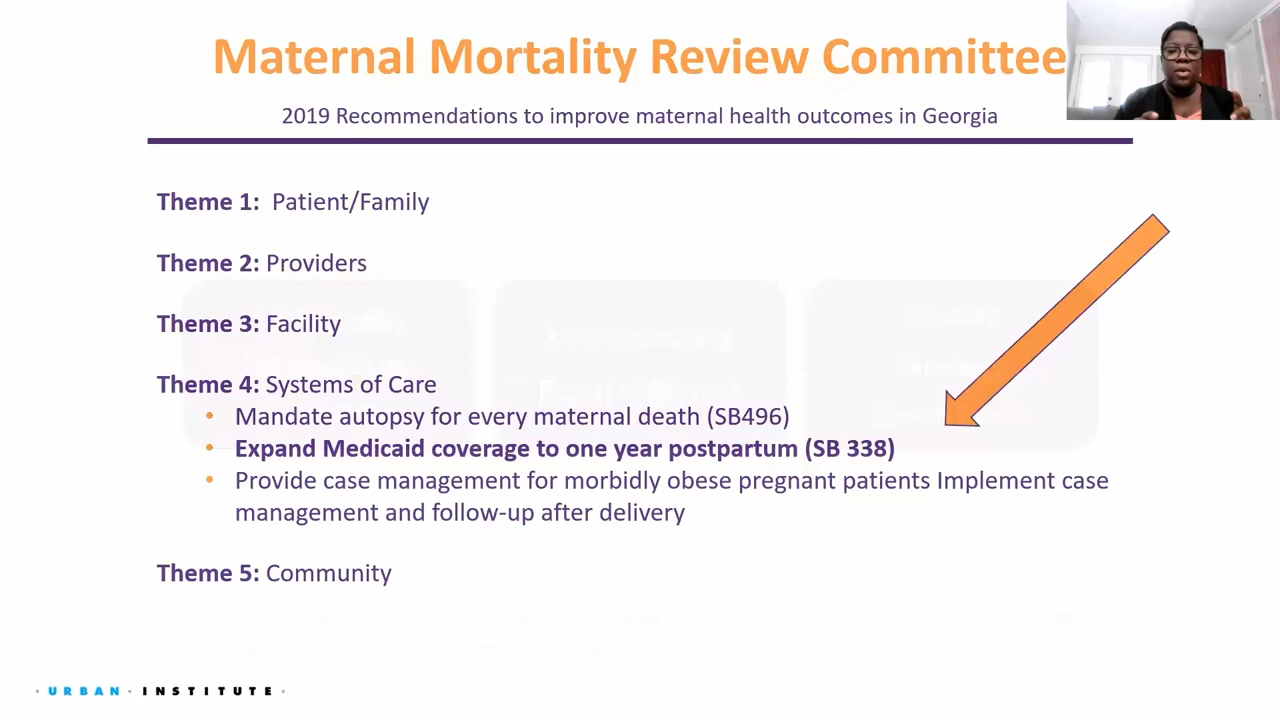 Maternal Mortality Review Committee
2019 Recommendations to improve maternal health outcomes in Georgia
Theme 1: Patient/Family
Theme 2: Providers
Theme 3: Facility
Theme 4: Systems of Care
• Mandate autopsy for every maternal death (SB496)
• Expand Medicaid coverage to one year postpartum (SB 338)
• Provide case management for morbidly obese pregnant patients Implement case
management and follow-up after delivery
Theme 5: Community
· URBAN · INSTITUTE ·